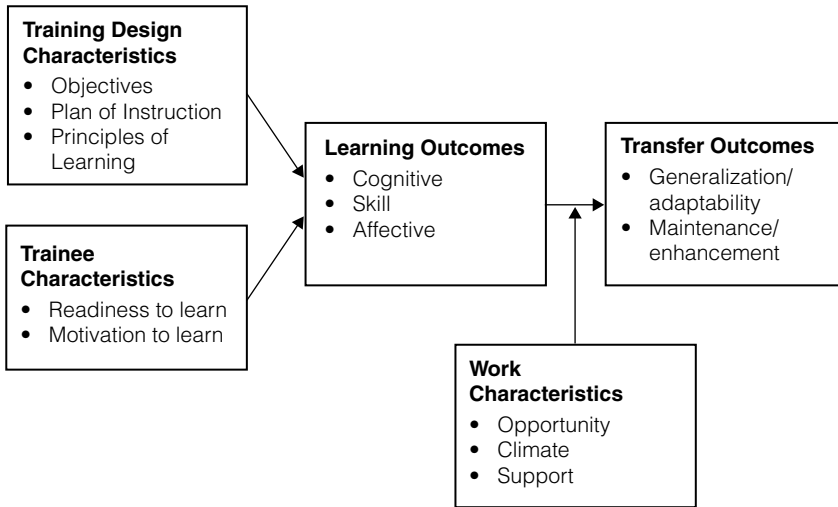 Training Design
Characteristics
• Objectives
• Plan of Instruction
• Principles of
Learning
Trainee
Characteristics
• Readiness to learn
• Motivation to learn
Learning Outcomes
• Cognitive
• Skill
• Affective
Transfer Outcomes
• Generalization/
adaptability
• Maintenance/
enhancement
Work
Characteristics
• Opportunity
• Climate
• Support